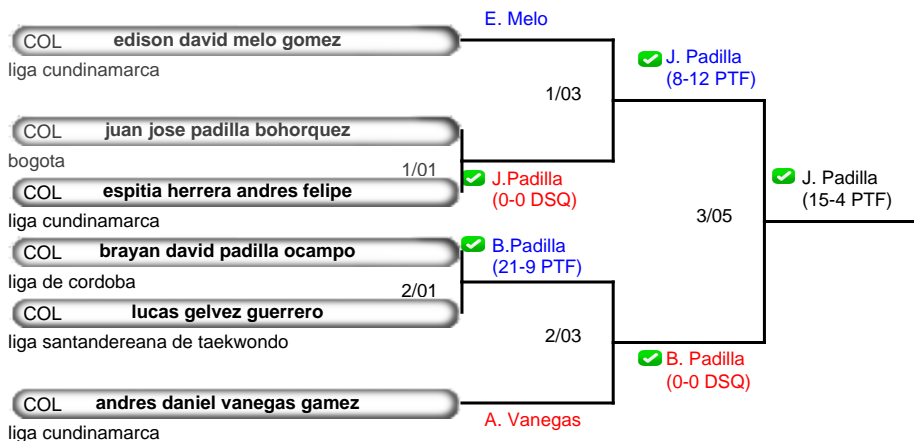 E. Melo
COL edison david melo gomez
liga cundinamarca
J. Padilla
(8-12 PTF)
1/03
COL juan jose padilla bohorquez
bogota
1/01
J.Padilla
(0-0 DSQ)
COL espitia herrera andres felipe
liga cundinamarca
J. Padilla
(15-4 PTF)
3/05
COL brayan david padilla ocampo
liga de cordoba
B.Padilla
(21-9 PTF)
2/01
COL lucas gelvez guerrero
liga santandereana de taekwondo
2/03
B. Padilla
(0-0 DSQ)
COL andres daniel vanegas gamez
liga cundinamarca
A. Vanegas